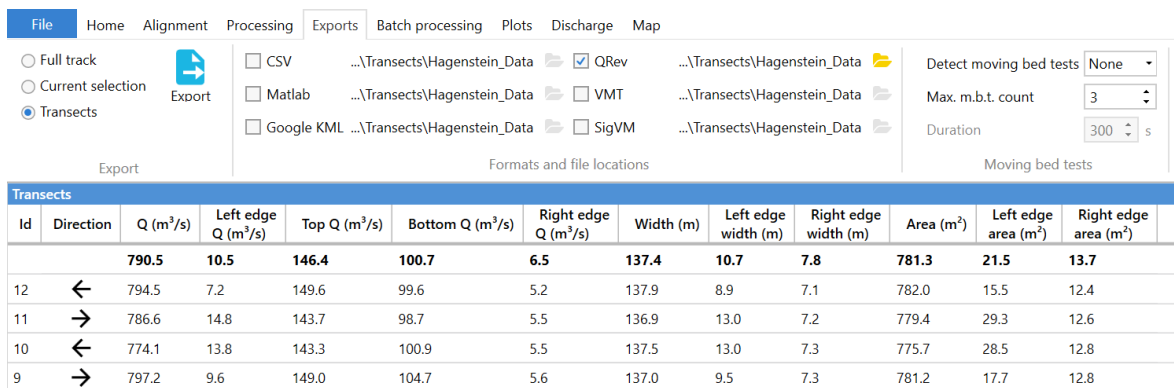 File Home Alignment Processing Exports Batch processing Plots Discharge Map
Full track CSV ...\Transects\Hagenstein_Data QRev ...\Transects\Hagenstein_Data Detect moving bed tests None
Current selection Export Matlab ...\Transects\Hagenstein_Data VMT ...\Transects\Hagenstein_Data Max. m.b.t. count 3
Transects Google KML ...\Transects\Hagenstein_Data SigVM ...\Transects\Hagenstein_Data Duration 300 s
Export Formats and file locations Moving bed tests
Transects
Id Direction Q (m³/s) Left edge Q (m³/s) Top Q (m³/s) Bottom Q (m³/s) Right edge Q (m³/s) Width (m) Left edge width (m) Right edge width (m) Area (m²) Left edge area (m²) Right edge area (m²)
790.5 10.5 146.4 100.7 6.5 137.4 10.7 7.8 781.3 21.5 13.7
12 ← 794.5 7.2 149.6 99.6 5.2 137.9 8.9 7.1 782.0 15.5 12.4
11 → 786.6 14.8 143.7 98.7 5.5 136.9 13.0 7.2 779.4 29.3 12.6
10 ← 774.1 13.8 143.3 100.9 5.5 137.5 13.0 7.3 775.7 28.5 12.8
9 → 797.2 9.6 149.0 104.7 5.6 137.0 9.5 7.3 781.2 17.7 12.8